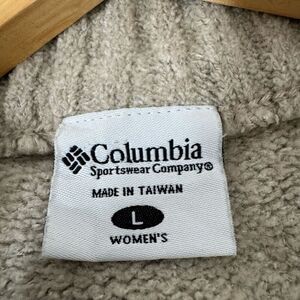 Columbia
Sportswear Company®
MADE IN TAIWAN
L
WOMEN'S